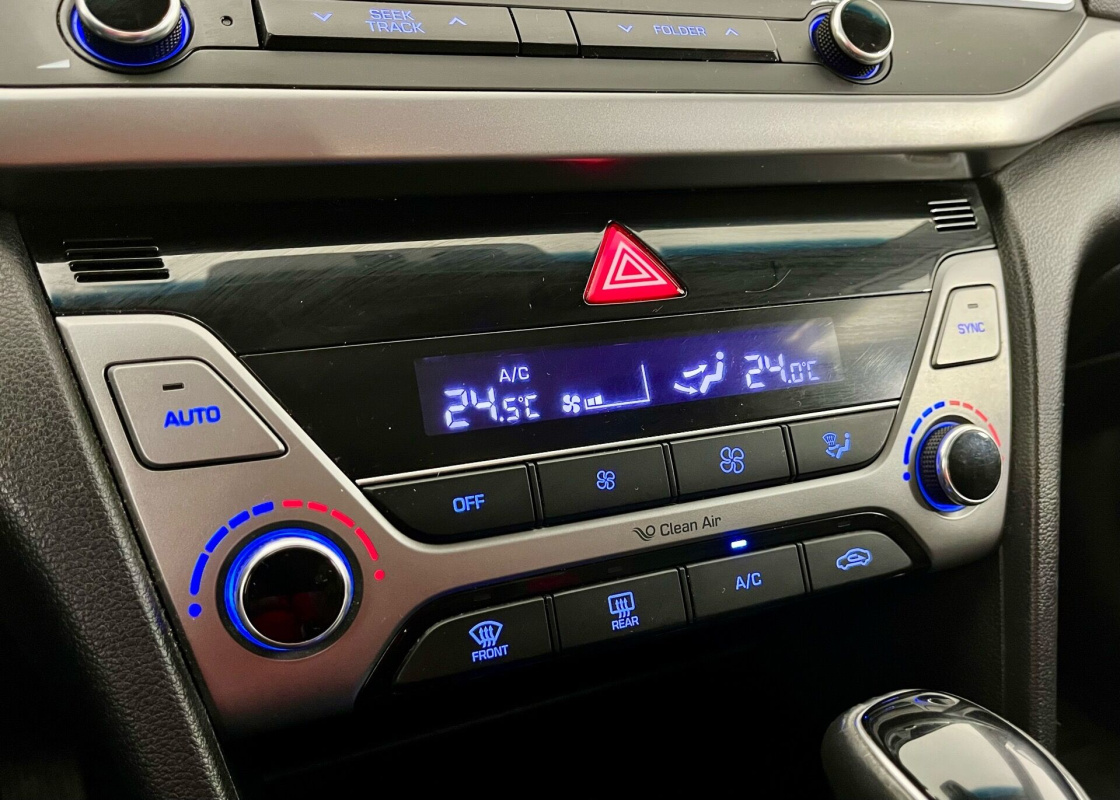 SEEK
TRACK
FOLDER
SYNC
AUTO
A/C
24.5°C
24.0°C
OFF
Clean Air
A/C
REAR
FRONT